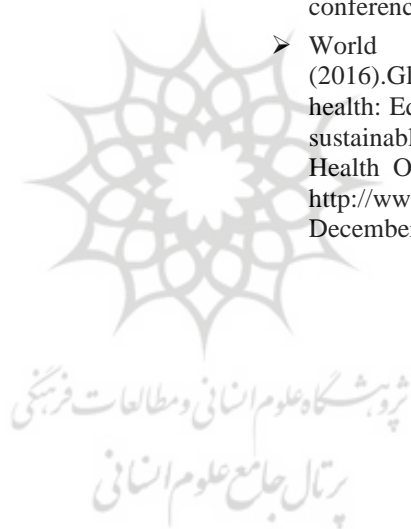 conferenc
➤ World
(2016).Gl
health: Ec
sustainabl
Health O
http://ww
December
پژوهشگاه علوم انسانی و مطالعات فرهنگی
پرتال جامع علوم انسانی